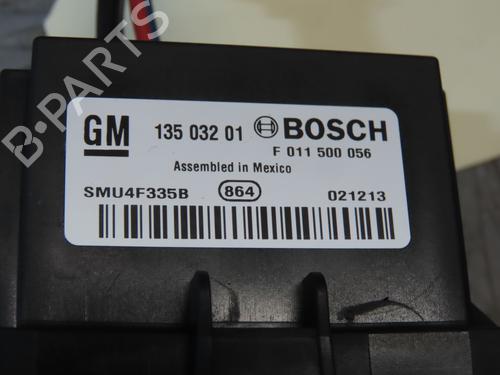 B-PARTS
GM 135 032 01 BOSCH
F 011 500 056
Assembled in Mexico
SMU4F335B 864 021213